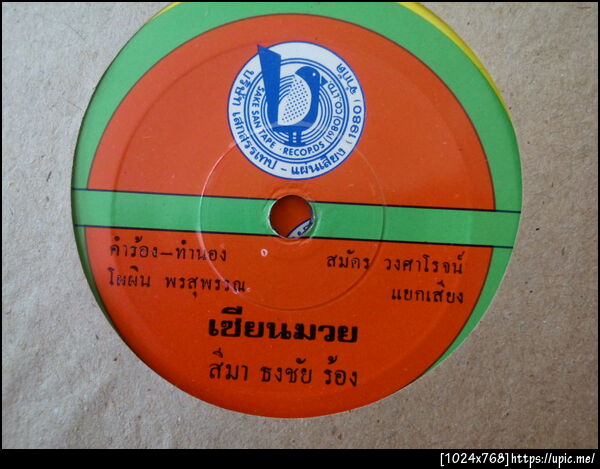 บริษัท เสกสรรเทป - แผ่นเสียง (1980) จำกัด
SAKE SAN TAPE · RECORDS (1980) CO., LTD
คำร้อง-ทำนอง
โผผิน พรสุพรรณ
สมัคร วงศาโรจน์
แยกเสียง
เซียนมวย
สีมา ธงชัย ร้อง
[1024x768]https://upic.me/